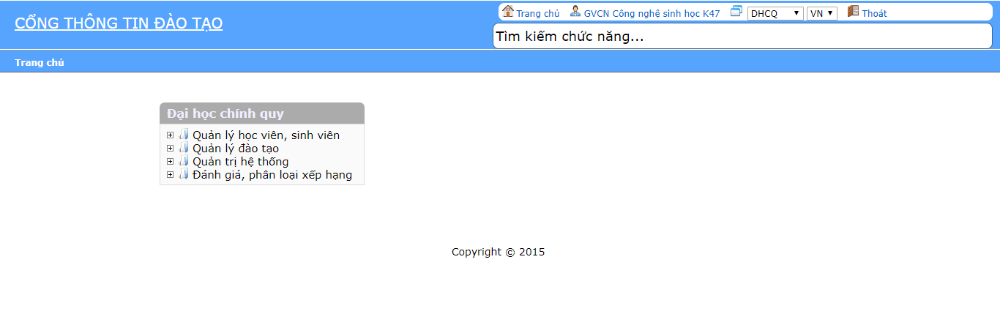 CỔNG THÔNG TIN ĐÀO TẠO
Trang chủ GVCN Công nghệ sinh học K47 DHCQ VN Thoát
Tìm kiếm chức năng...
Trang chủ
Đại học chính quy
Quản lý học viên, sinh viên
Quản lý đào tạo
Quản trị hệ thống
Đánh giá, phân loại xếp hạng
Copyright © 2015